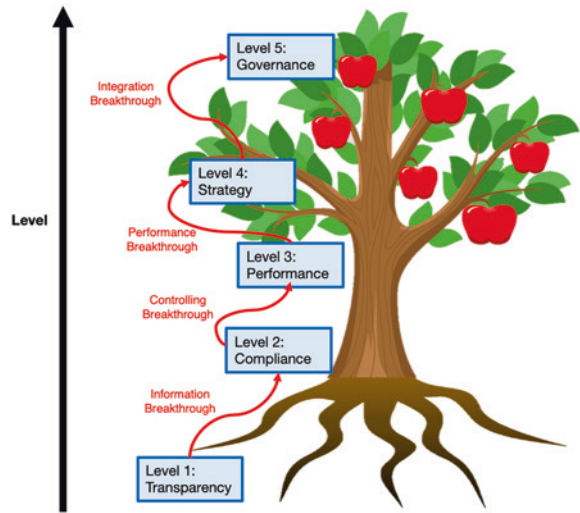 Level 5:
Governance
Integration
Breakthrough
Level 4:
Strategy
Level
Performance
Breakthrough
Level 3:
Performance
Controlling
Breakthrough
Level 2:
Compliance
Information
Breakthrough
Level 1:
Transparency